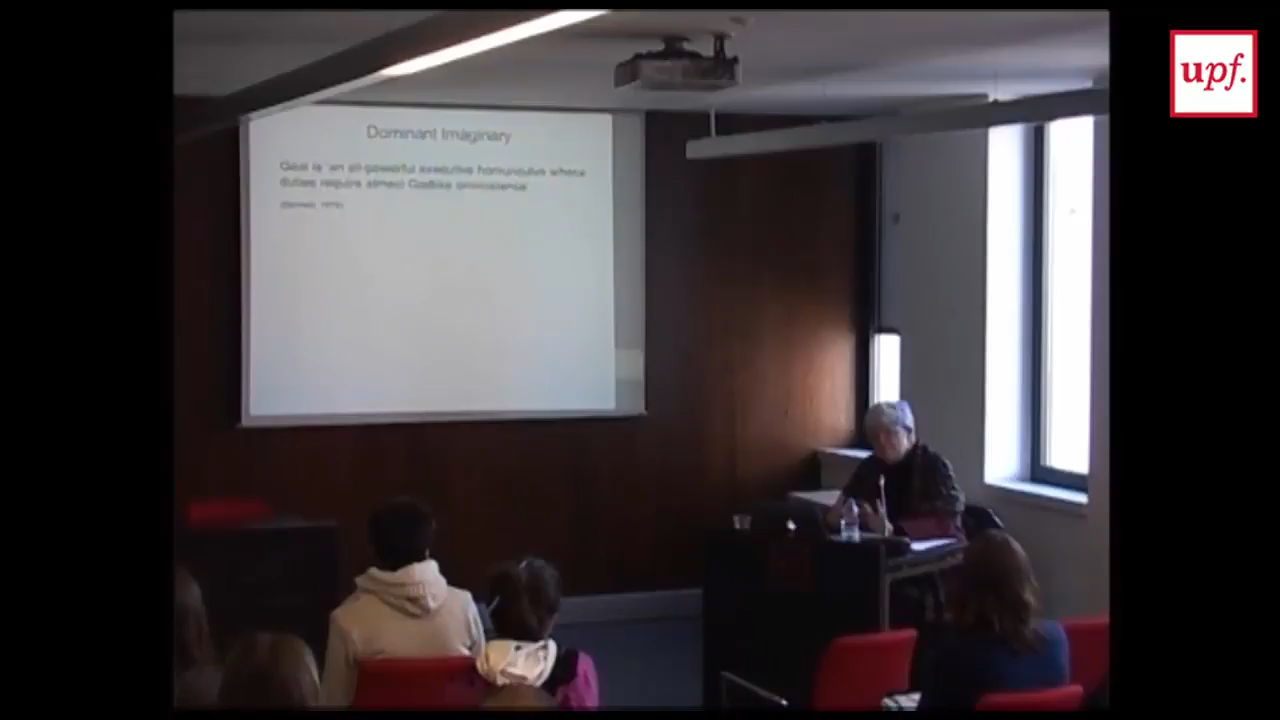 upf.
Dominant Imaginary
Goal is 'an all-powerful executive homunculus whose
duties require almost Godlike omniscience